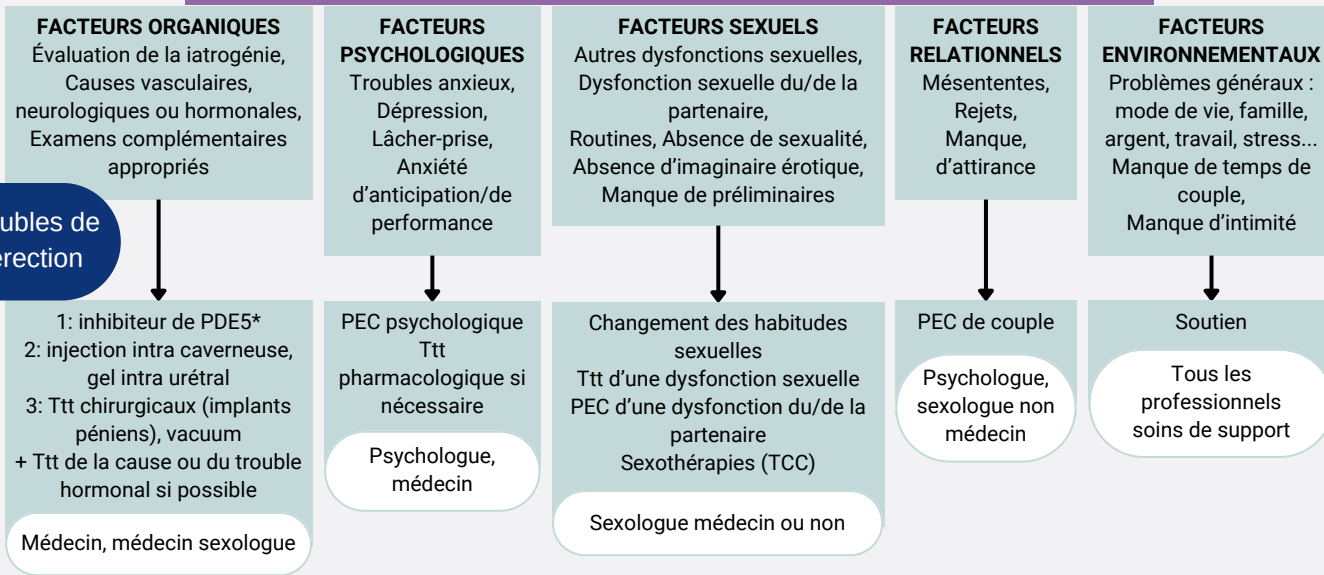 FACTEURS ORGANIQUES
Évaluation de la iatrogénie,
Causes vasculaires,
neurologiques ou hormonales,
Examens complémentaires
appropriés
FACTEURS
PSYCHOLOGIQUES
Troubles anxieux,
Dépression,
Lâcher-prise,
Anxiété
d'anticipation/de
performance
FACTEURS SEXUELS
Autres dysfonctions sexuelles,
Dysfonction sexuelle du/de la
partenaire,
Routines, Absence de sexualité,
Absence d'imaginaire érotique,
Manque de préliminaires
FACTEURS
RELATIONNELS
Mésententes,
Rejets,
Manque,
d'attirance
FACTEURS
ENVIRONNEMENTAUX
Problèmes généraux :
mode de vie, famille,
argent, travail, stress...
Manque de temps de
couple,
Manque d'intimité
ubles de
erection
1: inhibiteur de PDE5*
2: injection intra caverneuse,
gel intra urétral
3: Ttt chirurgicaux (implants
péniens), vacuum
+ Ttt de la cause ou du trouble
hormonal si possible
Médecin, médecin sexologue
PEC psychologique
Ttt
pharmacologique si
nécessaire
Psychologue,
médecin
Changement des habitudes
sexuelles
Ttt d'une dysfonction sexuelle
PEC d'une dysfonction du/de la
partenaire
Sexothérapies (TCC)
Sexologue médecin ou non
PEC de couple
Psychologue,
sexologue non
médecin
Soutien
Tous les
professionnels
soins de support